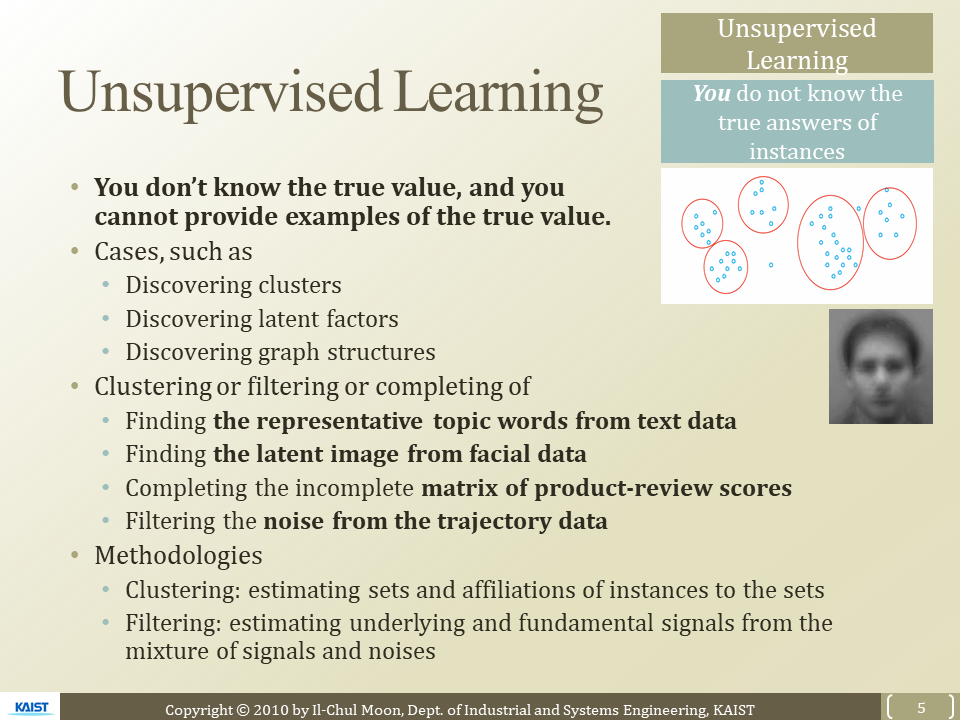 Unsupervised
Learning
You do not know the
true answers of
instances
Unsupervised Learning
• You don’t know the true value, and you
cannot provide examples of the true value.
• Cases, such as
• Discovering clusters
• Discovering latent factors
• Discovering graph structures
• Clustering or filtering or completing of
• Finding the representative topic words from text data
• Finding the latent image from facial data
• Completing the incomplete matrix of product-review scores
• Filtering the noise from the trajectory data
• Methodologies
• Clustering: estimating sets and affiliations of instances to the sets
• Filtering: estimating underlying and fundamental signals from the
mixture of signals and noises
KAIST
Copyright © 2010 by Il-Chul Moon, Dept. of Industrial and Systems Engineering, KAIST
5